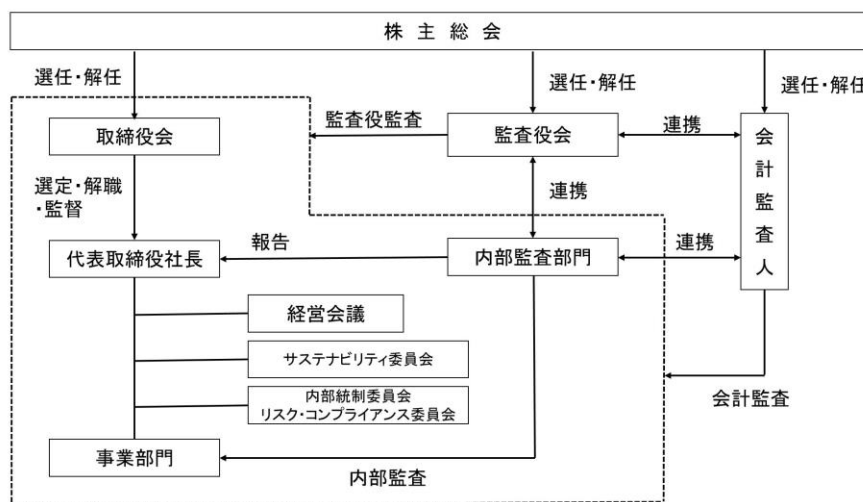 株主総会
選任・解任
選任・解任
選任・解任
取締役会
監査役監査
監査役会
連携
会計監査人
選定・解職
・監督
連携
代表取締役社長
報告
内部監査部門
連携
経営会議
サステナビリティ委員会
内部統制委員会
リスク・コンプライアンス委員会
会計監査
事業部門
内部監査